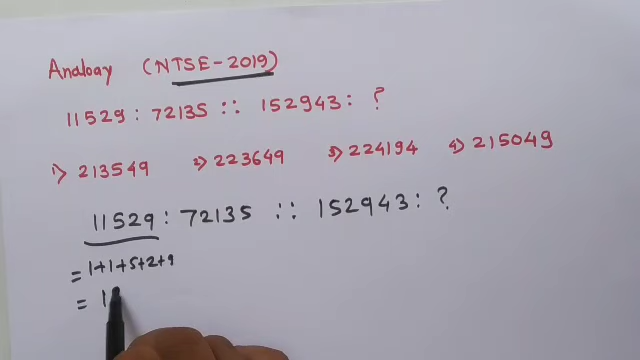 Analoay (NTSE-2019)
11529 : 72135 :: 152943 : ?
1) 213549 2) 223649 3) 224194 4) 215049
11529 : 72135 :: 152943 : ?
= 1+1+5+2+9
= 1